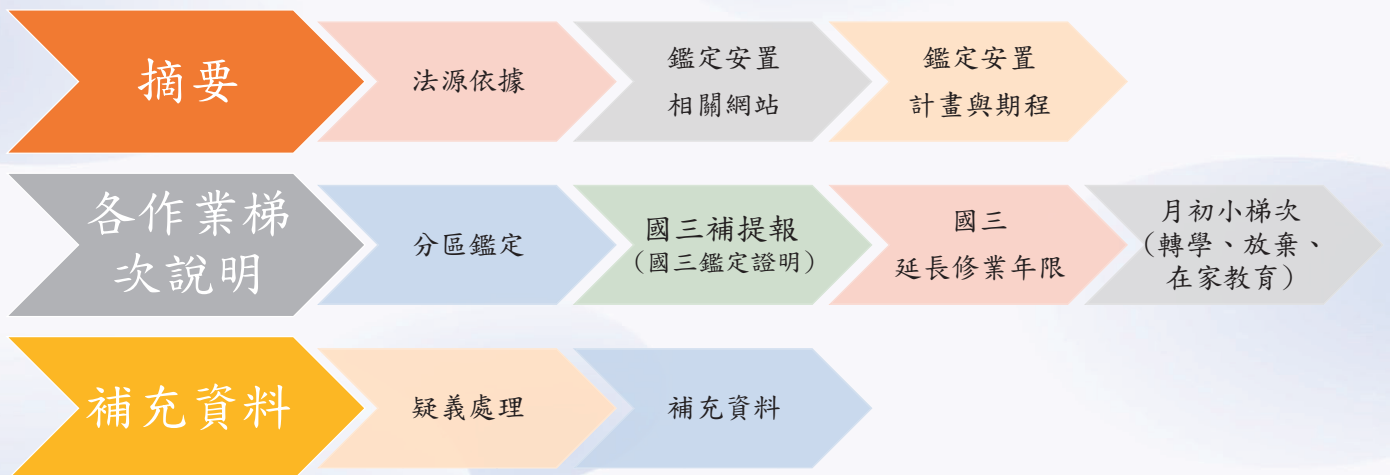 摘要
法源依據
鑑定安置
相關網站
鑑定安置
計畫與期程
各作業梯
次說明
分區鑑定
國三補提報
（國三鑑定證明）
國三
延長修業年限
月初小梯次
（轉學、放棄、
在家教育）
補充資料
疑義處理
補充資料